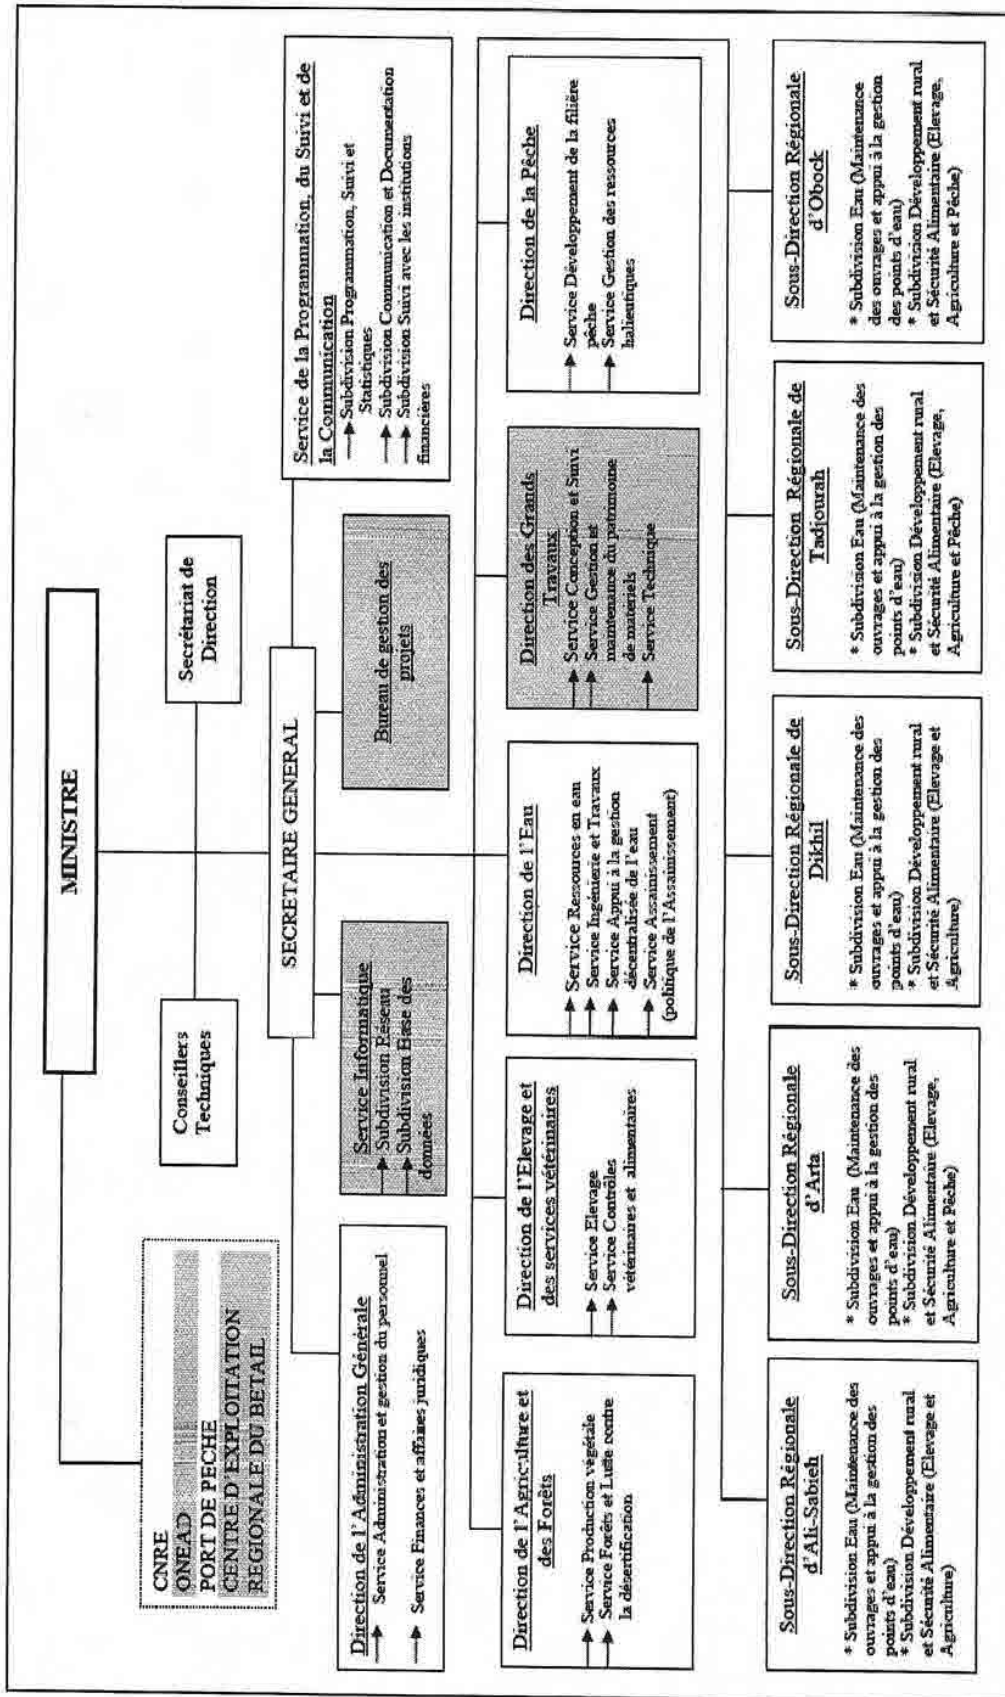 MINISTRE
CNRE
ONEAD
PORT DE PECHE
CENTRE D'EXPLOITATION
REGIONALE DU BETAIL
Conseillers
Techniques
Secrétariat de
Direction
SECRETAIRE GENERAL
Direction de l'Administration Générale
Service Administration et gestion du personnel
Service Finances et affaires juridiques
Service Informatique
Subdivision Réseau
Subdivision Base des
données
Bureau de gestion des
projets
Service de la Programmation, du Suivi et de
la Communication
Subdivision Programmation, Suivi et
Statistiques
Subdivision Communication et Documentation
Subdivision Suivi avec les institutions
financières
Direction de l'Agriculture et
des Forêts
Service Production végétale
Service Forêts et Lutte contre
la désertification
Direction de l'Elevage et
des services vétérinaires
Service Elevage
Service Contrôles
vétérinaires et alimentaires
Direction de l'Eau
Service Ressources en eau
Service Ingénierie et Travaux
Service Appui à la gestion
décentralisée de l'eau
Service Assainissement
(politique de l'Assainissement)
Direction des Grands
Travaux
Service Conception et Suivi
Service Gestion et
maintenance du patrimoine
de materiels
Service Technique
Direction de la Pêche
Service Développement de la filière
pêche
Service Gestion des ressources
halieutiques
Sous-Direction Régionale
d'Ali-Sabieh
* Subdivision Eau (Maintenance des
ouvrages et appui à la gestion des
points d'eau)
* Subdivision Développement rural
et Sécurité Alimentaire (Elevage et
Agriculture)
Sous-Direction Régionale
d'Arta
* Subdivision Eau (Maintenance des
ouvrages et appui à la gestion des
points d'eau)
* Subdivision Développement rural
et Sécurité Alimentaire (Elevage,
Agriculture et Pêche)
Sous-Direction Régionale de
Dikhil
* Subdivision Eau (Maintenance des
ouvrages et appui à la gestion des
points d'eau)
* Subdivision Développement rural
et Sécurité Alimentaire (Elevage et
Agriculture)
Sous-Direction Régionale de
Tadjourah
* Subdivision Eau (Maintenance des
ouvrages et appui à la gestion des
points d'eau)
* Subdivision Développement rural
et Sécurité Alimentaire (Elevage,
Agriculture et Pêche)
Sous-Direction Régionale
d'Obock
* Subdivision Eau (Maintenance
des ouvrages et appui à la gestion
des points d'eau)
* Subdivision Développement rural
et Sécurité Alimentaire (Elevage,
Agriculture et Pêche)